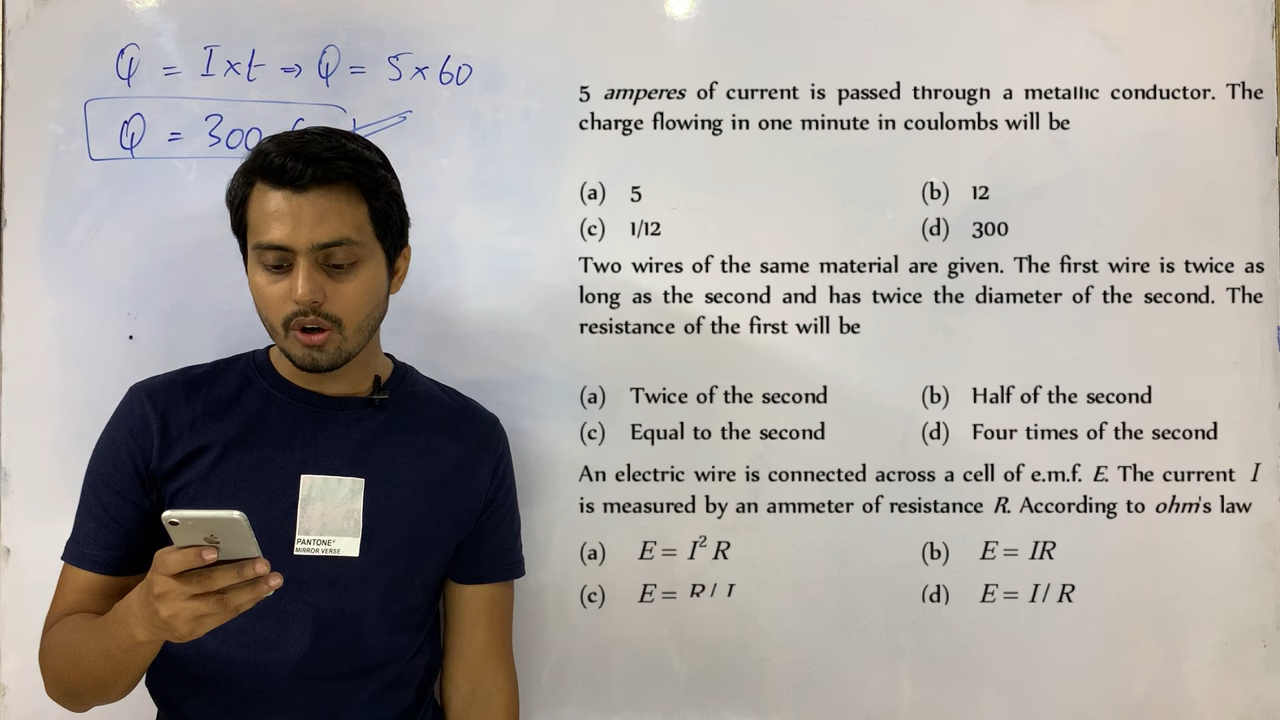 Q = I×t ⇒ Q = 5×60
Q = 300
5 amperes of current is passed through a metallic conductor. The
charge flowing in one minute in coulombs will be
(a) 5 (b) 12
(c) 1/12 (d) 300
Two wires of the same material are given. The first wire is twice as
long as the second and has twice the diameter of the second. The
resistance of the first will be
(a) Twice of the second (b) Half of the second
(c) Equal to the second (d) Four times of the second
An electric wire is connected across a cell of e.m.f. E. The current I
is measured by an ammeter of resistance R. According to ohm's law
(a) E = I² R (b) E = IR
(c) E = R / I (d) E = I / R
PANTONE®
MIRROR VERSE